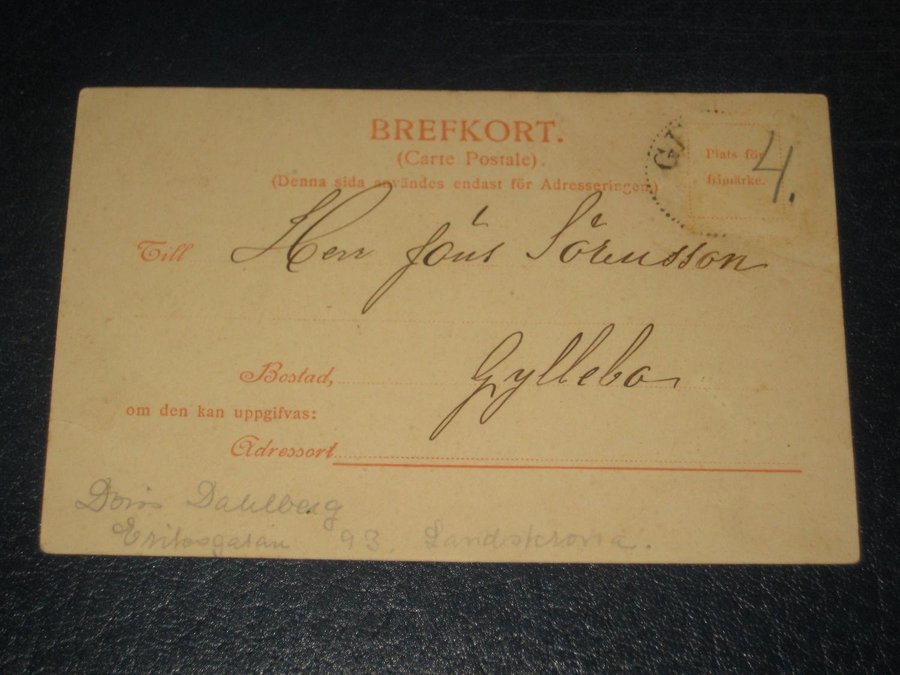 BREFKORT.
(Carte Postale).
(Denna sida användes endast för Adresseringen.)
GY
Plats för
frimärke.
4.
Till Herr Jöns Sörensson
Bostad, Gyllebo
om den kan uppgifvas:
Adressort
Doris Dahlberg
Eriksgatan 93. Landskrona.